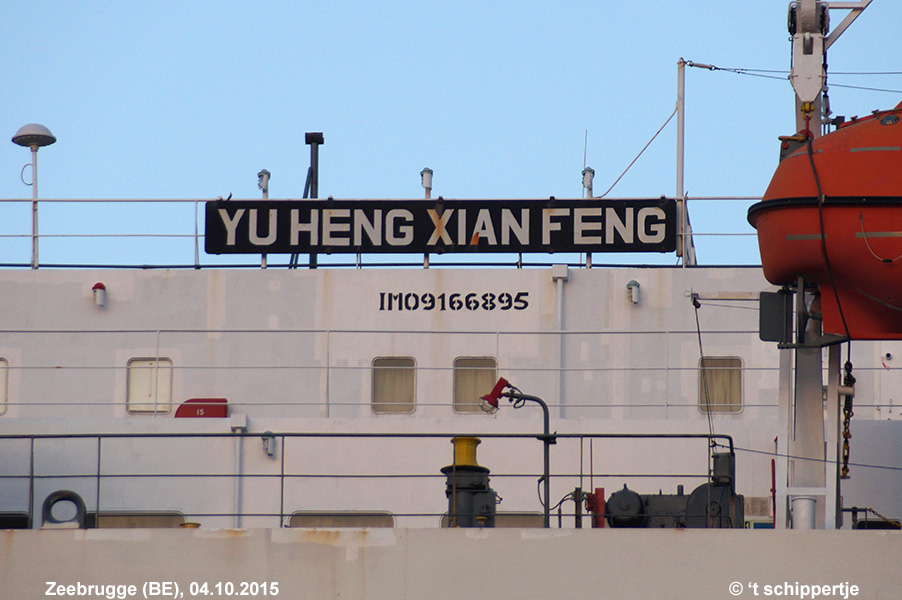 YU HENG XIAN FENG
IMO9166895
15
Zeebrugge (BE), 04.10.2015
© 't schippertje